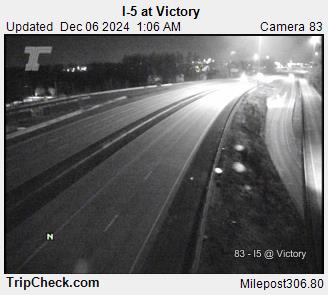 I-5 at Victory
Updated Dec 06 2024 1:06 AM Camera 83
T
N
83 - I5 @ Victory
TripCheck.com Milepost306.80